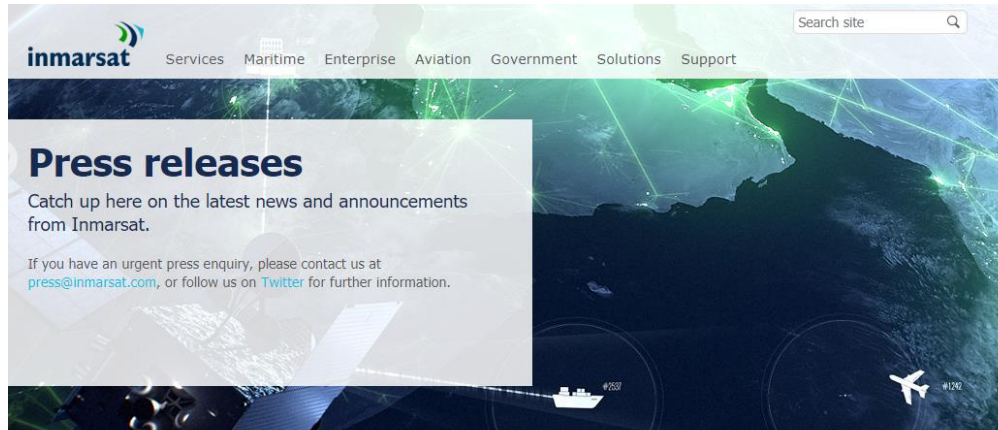 Search site
inmarsat
Services Maritime Enterprise Aviation Government Solutions Support
Press releases
Catch up here on the latest news and announcements
from Inmarsat.
If you have an urgent press enquiry, please contact us at
press@inmarsat.com, or follow us on Twitter for further information.
#2537
#1242